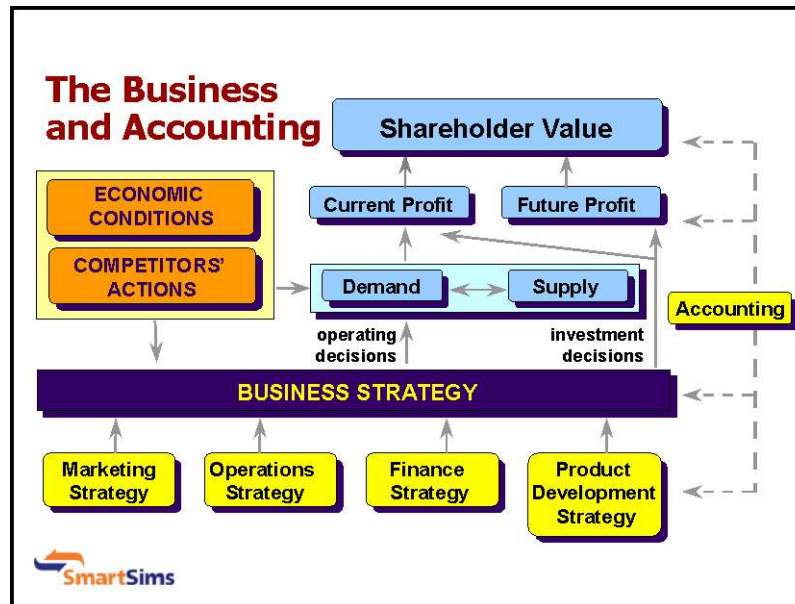 The Business
and Accounting
Shareholder Value
ECONOMIC
CONDITIONS
Current Profit
Future Profit
COMPETITORS'
ACTIONS
Demand
Supply
Accounting
operating
decisions
investment
decisions
BUSINESS STRATEGY
Marketing
Strategy
Operations
Strategy
Finance
Strategy
Product
Development
Strategy
SmartSims